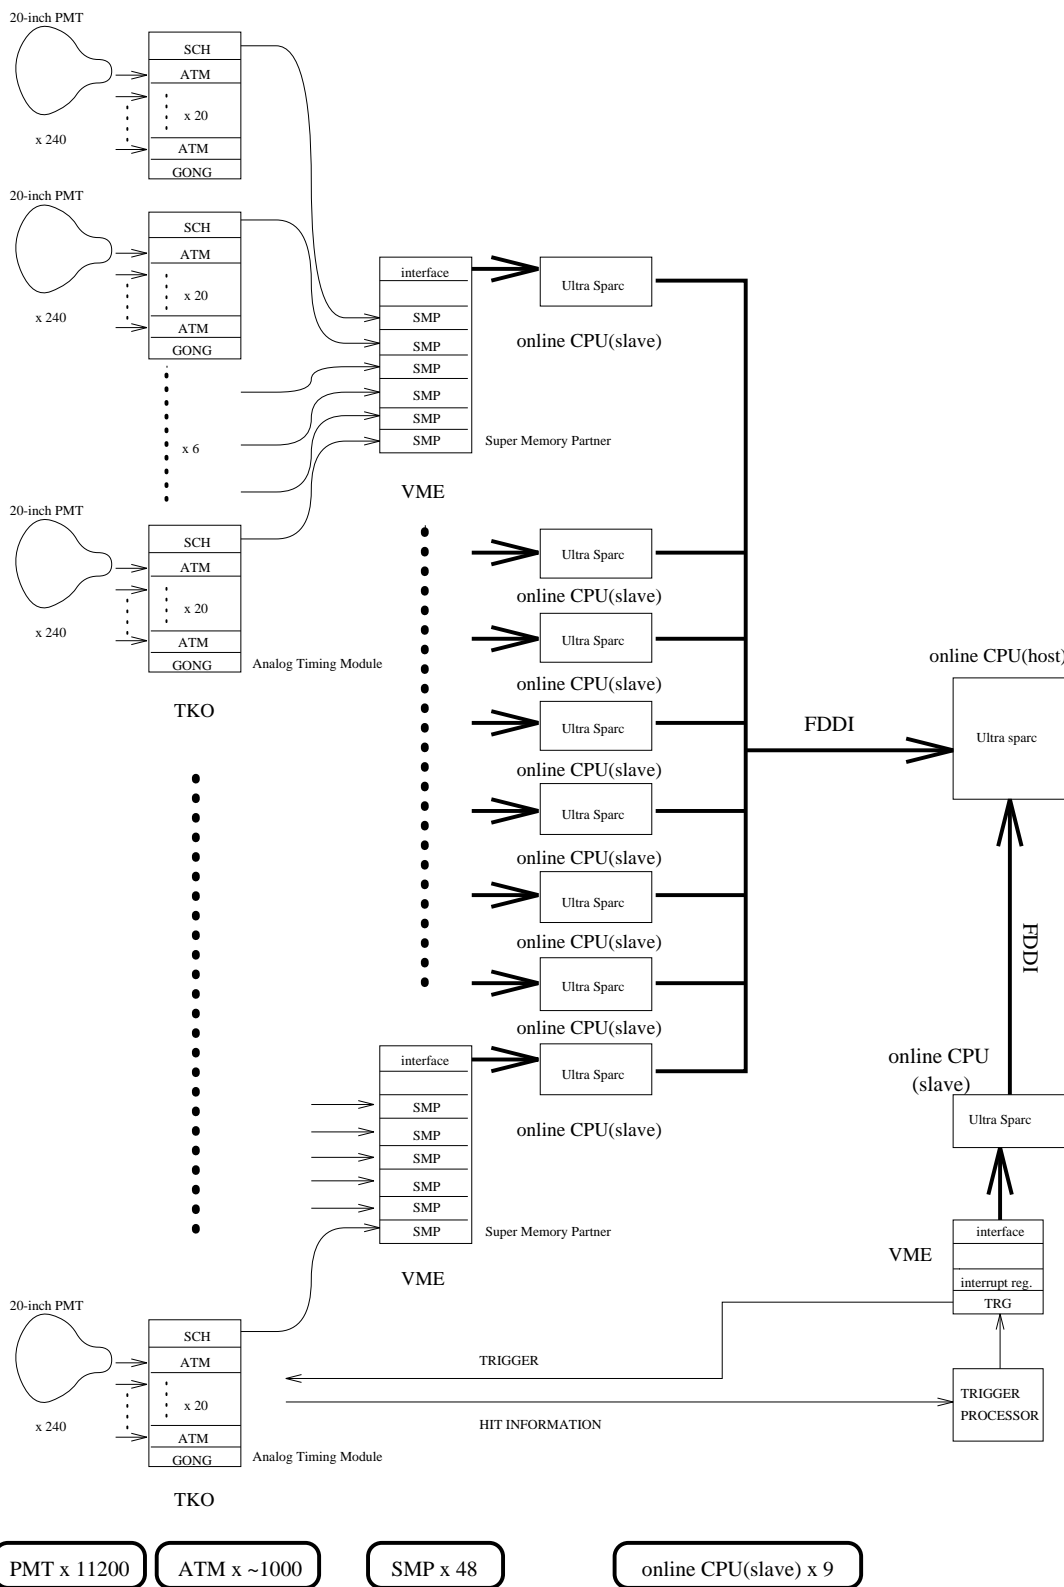 20-inch PMT
x 240
SCH
ATM
x 20
ATM
GONG
20-inch PMT
x 240
SCH
ATM
x 20
ATM
GONG
x 6
20-inch PMT
x 240
SCH
ATM
x 20
ATM
GONG
Analog Timing Module
TKO
interface
SMP
SMP
SMP
SMP
SMP
SMP
Super Memory Partner
VME
Ultra Sparc
online CPU(slave)
Ultra Sparc
online CPU(slave)
Ultra Sparc
online CPU(slave)
Ultra Sparc
online CPU(slave)
Ultra Sparc
online CPU(slave)
Ultra Sparc
online CPU(slave)
Ultra Sparc
online CPU(slave)
interface
SMP
SMP
SMP
SMP
SMP
SMP
Super Memory Partner
VME
Ultra Sparc
online CPU(slave)
FDDI
online CPU(host)
Ultra sparc
FDDI
online CPU
(slave)
Ultra Sparc
VME
interface
interrupt reg.
TRG
TRIGGER
HIT INFORMATION
TRIGGER
PROCESSOR
20-inch PMT
x 240
SCH
ATM
x 20
ATM
GONG
Analog Timing Module
TKO
PMT x 11200
ATM x ~1000
SMP x 48
online CPU(slave) x 9